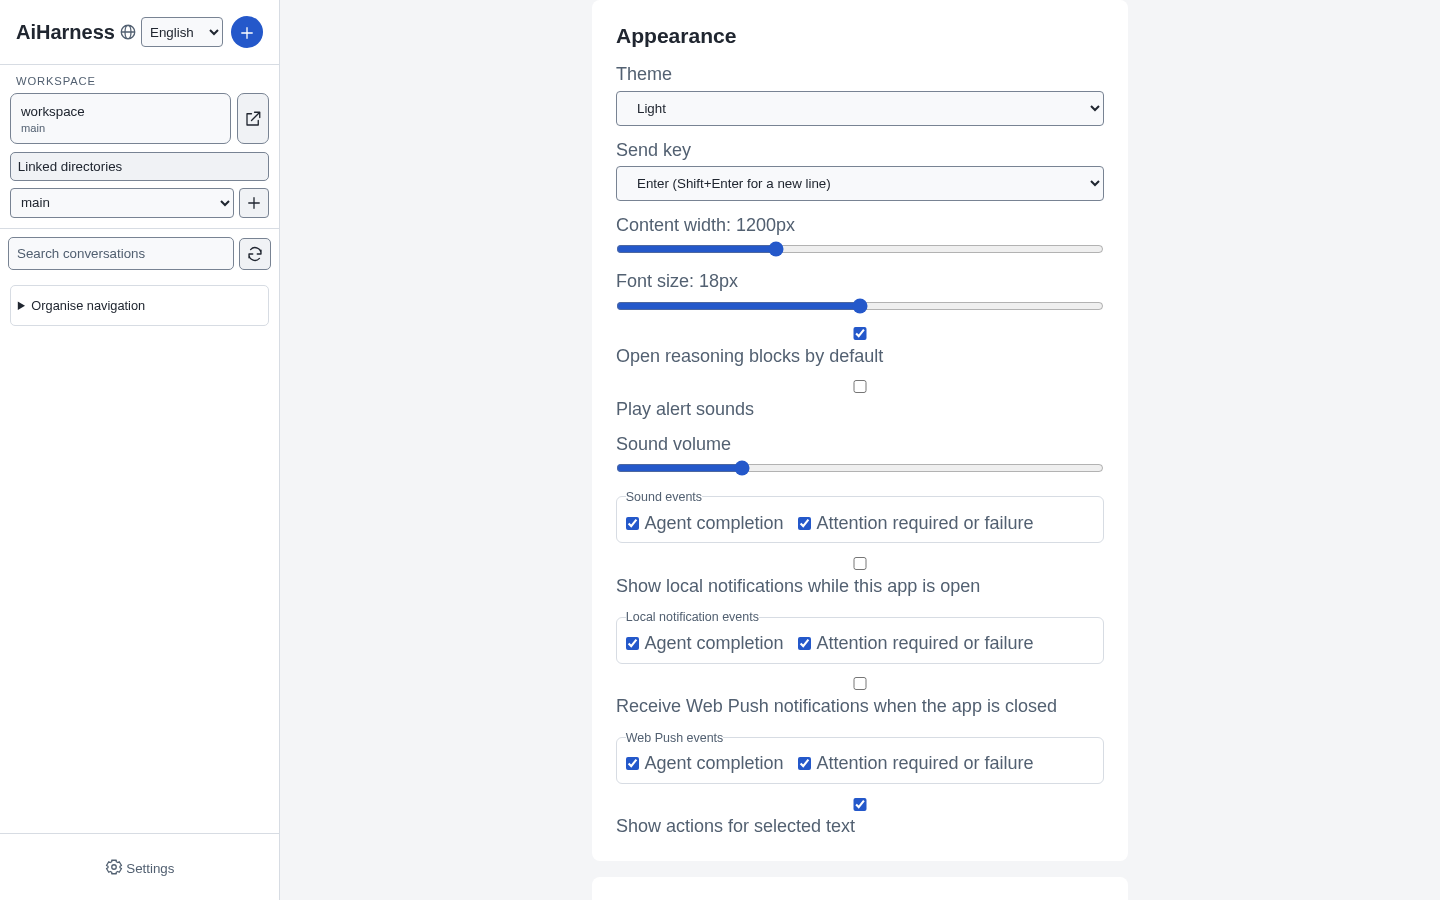 AiHarness
English
WORKSPACE
workspace
main
Linked directories
main
Search conversations
Organise navigation
Settings
Appearance
Theme
Light
Send key
Enter (Shift+Enter for a new line)
Content width: 1200px
Font size: 18px
Open reasoning blocks by default
Play alert sounds
Sound volume
Sound events
Agent completion Attention required or failure
Show local notifications while this app is open
Local notification events
Agent completion Attention required or failure
Receive Web Push notifications when the app is closed
Web Push events
Agent completion Attention required or failure
Show actions for selected text